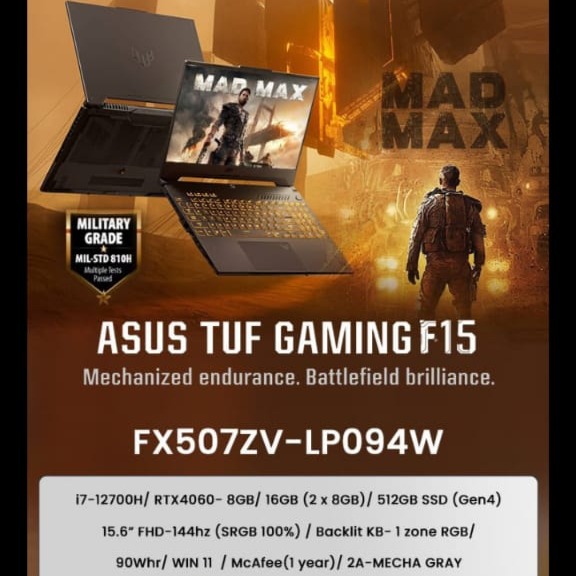 MAD MAX
MAD
MAX
MILITARY
GRADE
MIL-STD 810H
Multiple Tests
Passed
ASUS TUF GAMING F15
Mechanized endurance. Battlefield brilliance.
FX507ZV-LP094W
i7-12700H/ RTX4060- 8GB/ 16GB (2 x 8GB)/ 512GB SSD (Gen4)
15.6" FHD-144hz (SRGB 100%) / Backlit KB- 1 zone RGB/
90Whr/ WIN 11 / McAfee(1 year)/ 2A-MECHA GRAY